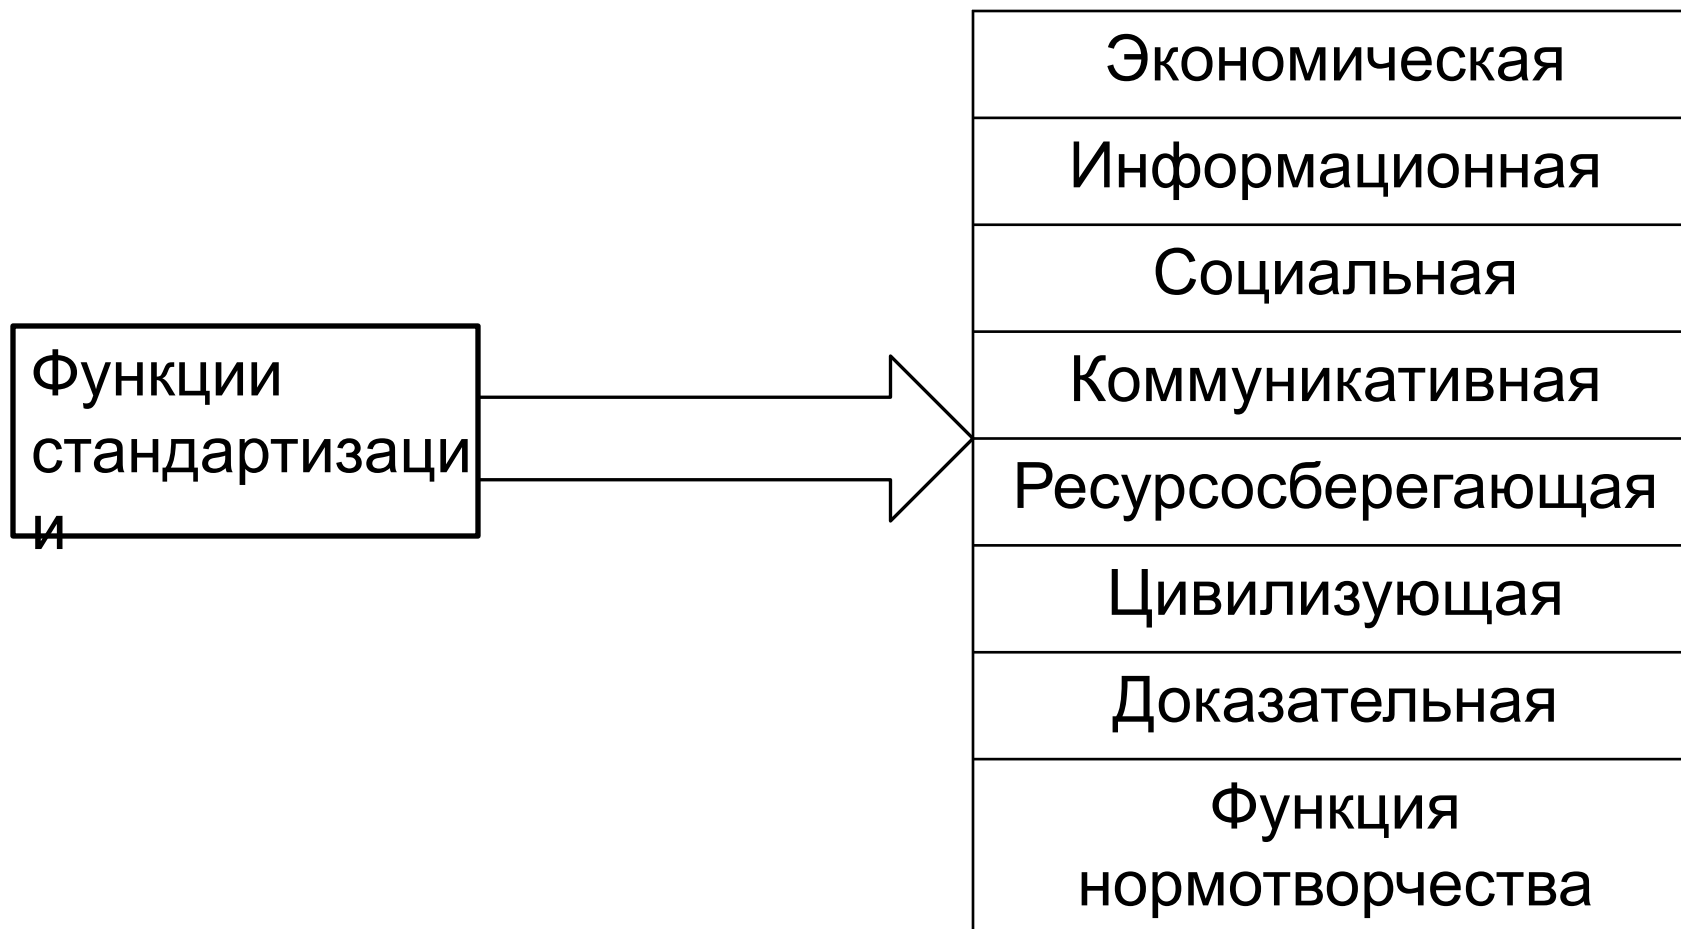 Функции
стандартизаци
и
Экономическая
Информационная
Социальная
Коммуникативная
Ресурсосберегающая
Цивилизующая
Доказательная
Функция
нормотворчества